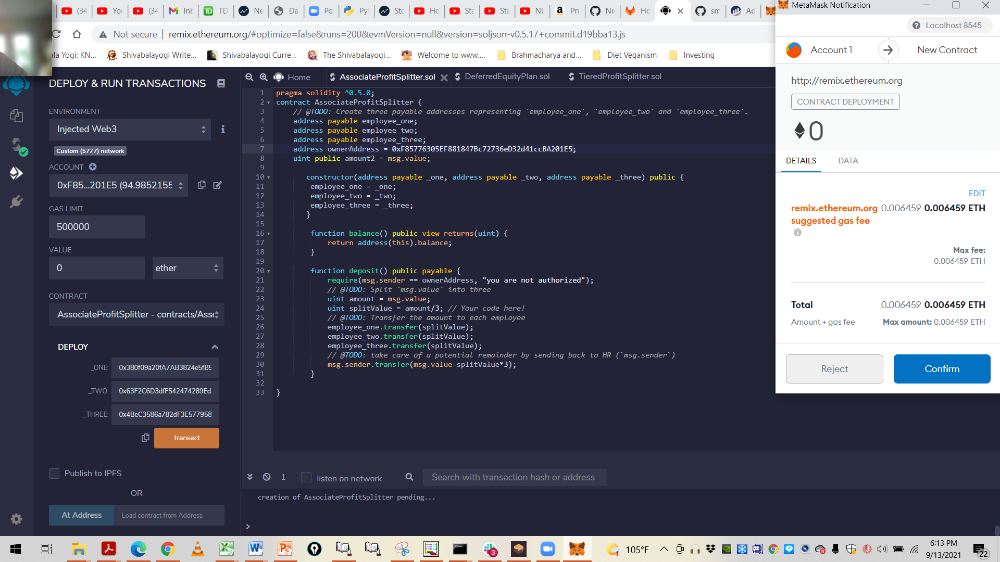 (34
You
(34
Inb
TD
Ne
Da
Po
Pyt
Sto
Ho
Sta
Sta
NU
Pri
Nir
Ho
sm
Ad
Not secure | remix.ethereum.org/#optimize=false&runs=200&evmVersion=null&version=soljson-v0.5.17+commit.d19bba13.js
ala Yogi: KN...
Shivabalayogi Write...
Shivabalayogi Curre...
The Shivabalayogi...
Welcome to www....
Brahmacharya and...
Diet Veganism
Investing
DEPLOY & RUN TRANSACTIONS
ENVIRONMENT
Injected Web3
Custom (5777) network
ACCOUNT
0xF85...201E5 (94.9852155
GAS LIMIT
500000
VALUE
0
ether
CONTRACT
AssociateProfitSplitter - contracts/Asso
DEPLOY
_ONE: 0x380f09a20fA7AB3824e5fB5
_TWO: 0x63F2C6D3dfF542474289Ed
_THREE: 0x4BeC3586a782dF3E577958
transact
Publish to IPFS
OR
At Address
Load contract from Address
Home
AssociateProfitSplitter.sol
DeferredEquityPlan.sol
TieredProfitSplitter.sol
1 pragma solidity ^0.5.0;
2 contract AssociateProfitSplitter {
3 // @TODO: Create three payable addresses representing `employee_one`, `employee_two` and `employee_three`.
4 address payable employee_one;
5 address payable employee_two;
6 address payable employee_three;
7 address ownerAddress = 0xF85776305EF881847Bc72736eD32d41ccBA201E5;
8 uint public amount2 = msg.value;
9
10 constructor(address payable _one, address payable _two, address payable _three) public {
11 employee_one = _one;
12 employee_two = _two;
13 employee_three = _three;
14 }
15
16 function balance() public view returns(uint) {
17 return address(this).balance;
18 }
19
20 function deposit() public payable {
21 require(msg.sender == ownerAddress, "you are not authorized");
22 // @TODO: Split `msg.value` into three
23 uint amount = msg.value;
24 uint splitValue = amount/3; // Your code here!
25 // @TODO: Transfer the amount to each employee
26 employee_one.transfer(splitValue);
27 employee_two.transfer(splitValue);
28 employee_three.transfer(splitValue);
29 // @TODO: take care of a potential remainder by sending back to HR (`msg.sender`)
30 msg.sender.transfer(msg.value-splitValue*3);
31 }
32
33 }
1
listen on network
Search with transaction hash or address
creation of AssociateProfitSplitter pending...
>
MetaMask Notification
Localhost 8545
Account 1
New Contract
http://remix.ethereum.org
CONTRACT DEPLOYMENT
0
DETAILS
DATA
EDIT
remix.ethereum.org 0.006459 0.006459 ETH
suggested gas fee
Max fee:
0.006459 ETH
Total 0.006459 0.006459 ETH
Amount + gas fee Max amount: 0.006459 ETH
Reject
Confirm
3
105°F
6:13 PM
9/13/2021
22